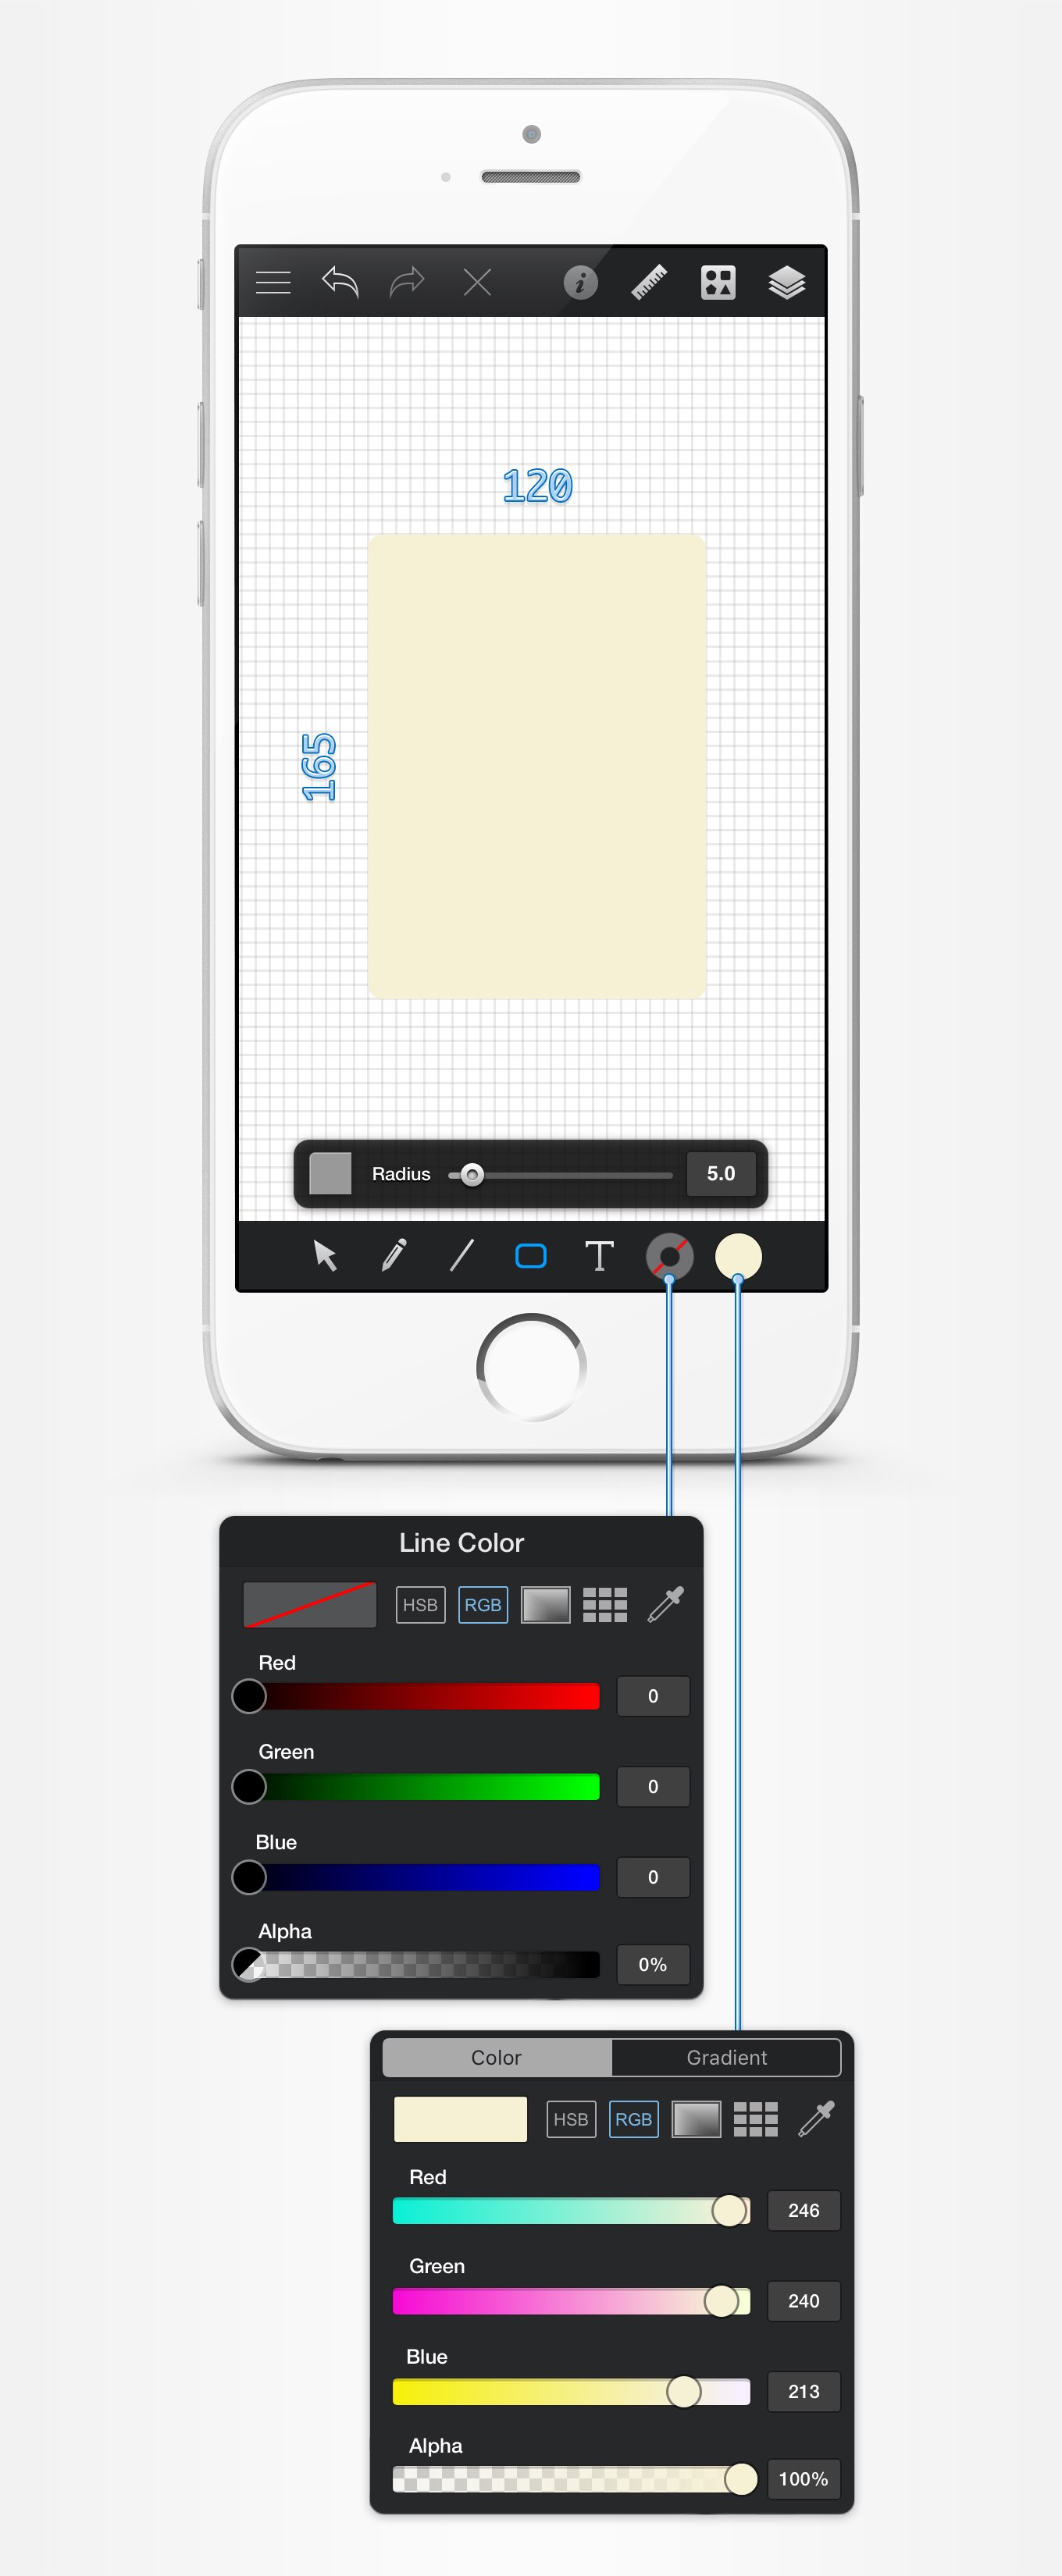 120
165
Radius 5.0
T
Line Color
HSB RGB
Red
0
Green
0
Blue
0
Alpha
0%
Color Gradient
HSB RGB
Red
246
Green
240
Blue
213
Alpha
100%